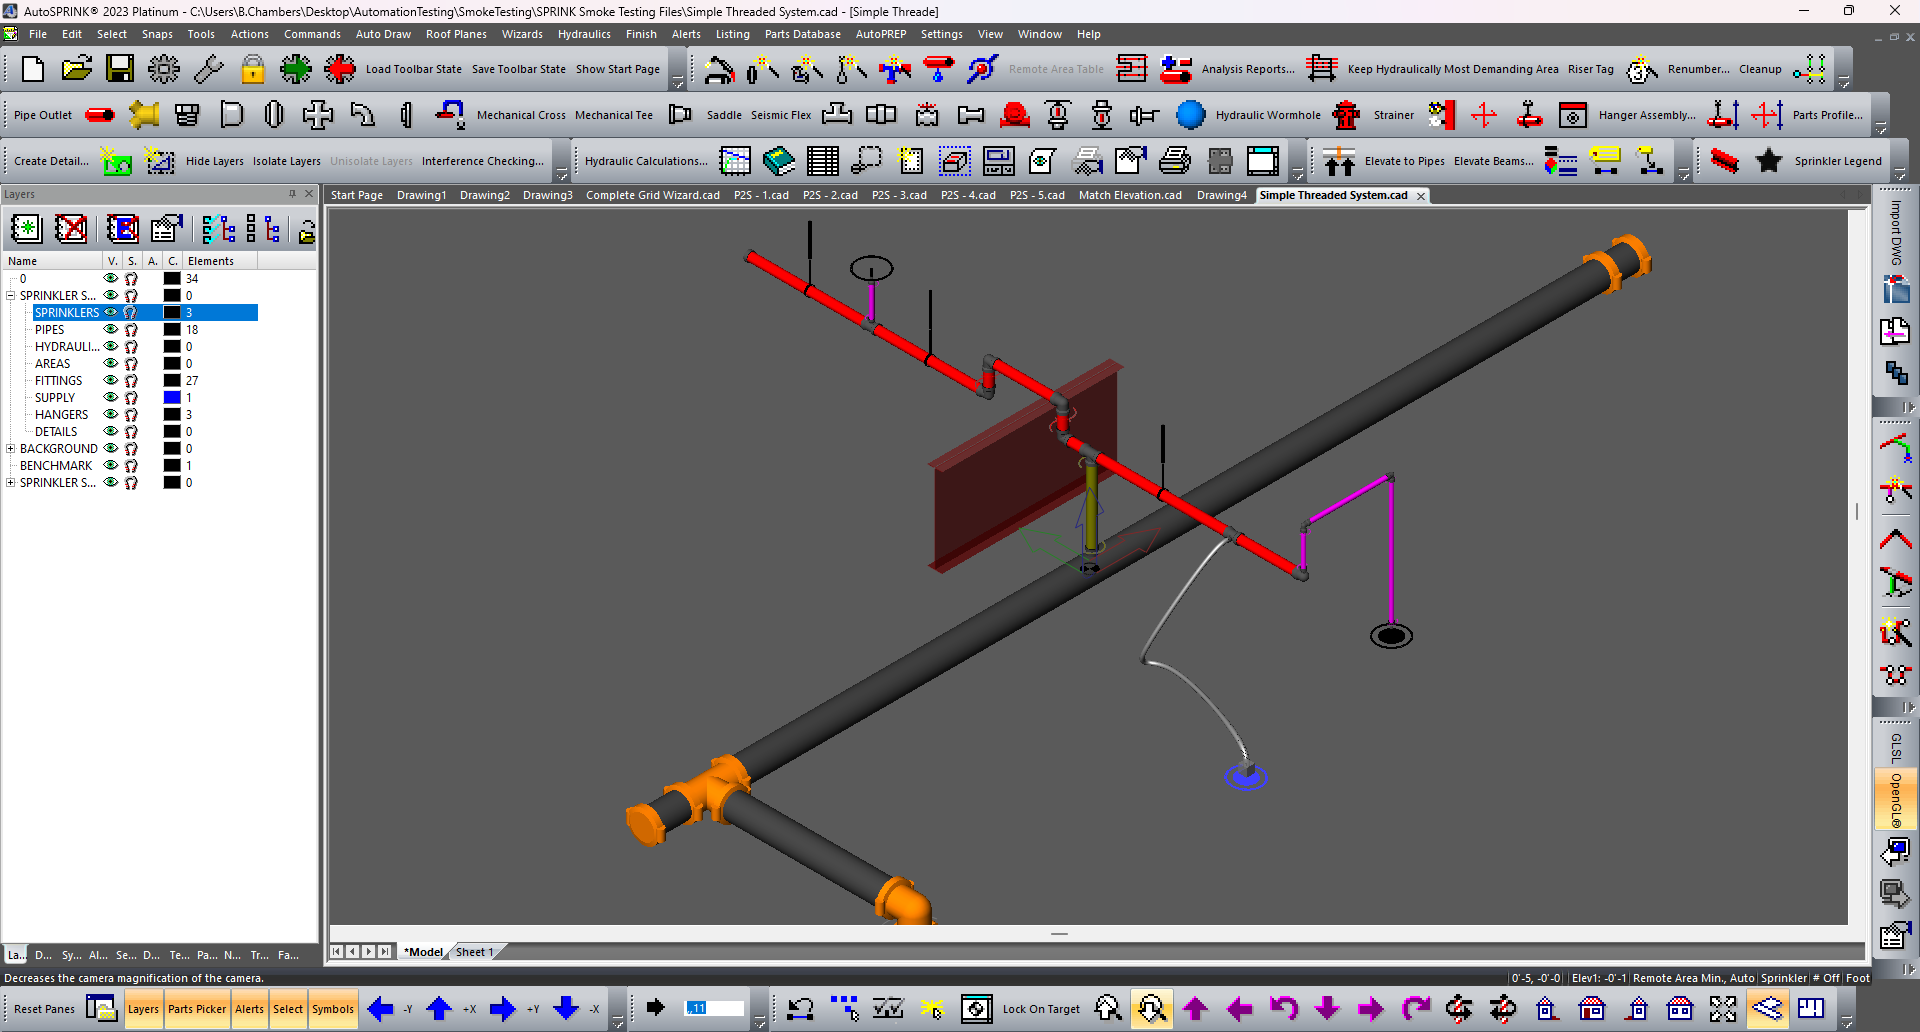 AutoSPRINK® 2023 Platinum - C:\Users\B.Chambers\Desktop\AutomationTesting\SmokeTesting\SPRINK Smoke Testing Files\Simple Threaded System.cad - [Simple Threade]
File Edit Select Snaps Tools Actions Commands Auto Draw Roof Planes Wizards Hydraulics Finish Alerts Listing Parts Database AutoPREP Settings View Window Help
Load Toolbar State Save Toolbar State Show Start Page Remote Area Table Analysis Reports... Keep Hydraulically Most Demanding Area Riser Tag Renumber... Cleanup
Pipe Outlet Mechanical Cross Mechanical Tee Saddle Seismic Flex Hydraulic Wormhole Strainer Hanger Assembly... Parts Profile...
Create Detail... Hide Layers Isolate Layers Unisolate Layers Interference Checking... Hydraulic Calculations... Elevate to Pipes Elevate Beams... Sprinkler Legend
Layers
Start Page Drawing1 Drawing2 Drawing3 Complete Grid Wizard.cad P2S - 1.cad P2S - 2.cad P2S - 3.cad P2S - 4.cad P2S - 5.cad Match Elevation.cad Drawing4 Simple Threaded System.cad
Name V. S. A. C. Elements
0 34
SPRINKLER S... 0
SPRINKLERS 3
PIPES 18
HYDRAULI... 0
AREAS 0
FITTINGS 27
SUPPLY 1
HANGERS 3
DETAILS 0
BACKGROUND 0
BENCHMARK 1
SPRINKLER S... 0
Import DWG
GLSL
OpenGL®
La... D... Sy... Al... Se... D... Te... Pa... N... Tr... Fa...
*Model Sheet 1
Decreases the camera magnification of the camera.
0'-5, -0'-0 Elev1: -0'-1 Remote Area Min., Auto Sprinkler # Off Foot
Reset Panes Layers Parts Picker Alerts Select Symbols -Y +X +Y -X Lock On Target